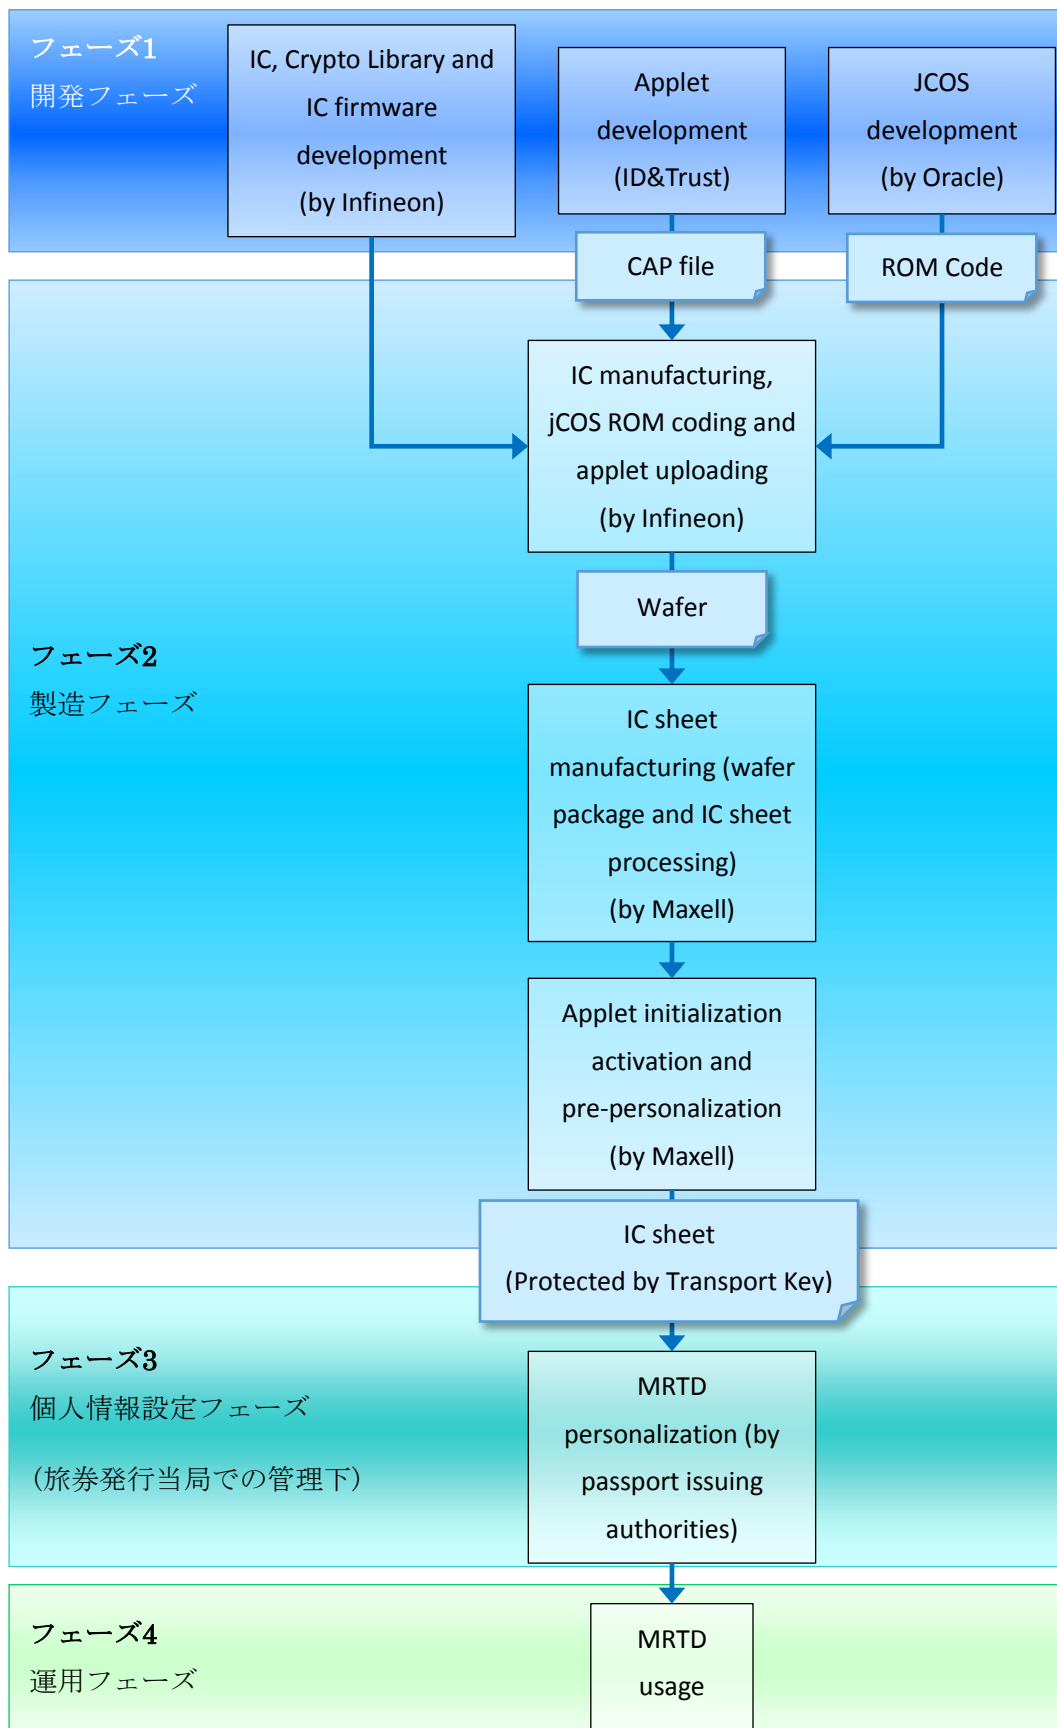 フェーズ1
開発フェーズ
IC, Crypto Library and
IC firmware
development
(by Infineon)
Applet
development
(ID&Trust)
JCOS
development
(by Oracle)
CAP file
ROM Code
IC manufacturing,
jCOS ROM coding and
applet uploading
(by Infineon)
Wafer
フェーズ2
製造フェーズ
IC sheet
manufacturing (wafer
package and IC sheet
processing)
(by Maxell)
Applet initialization
activation and
pre-personalization
(by Maxell)
IC sheet
(Protected by Transport Key)
フェーズ3
個人情報設定フェーズ
(旅券発行当局での管理下)
MRTD
personalization (by
passport issuing
authorities)
フェーズ4
運用フェーズ
MRTD
usage